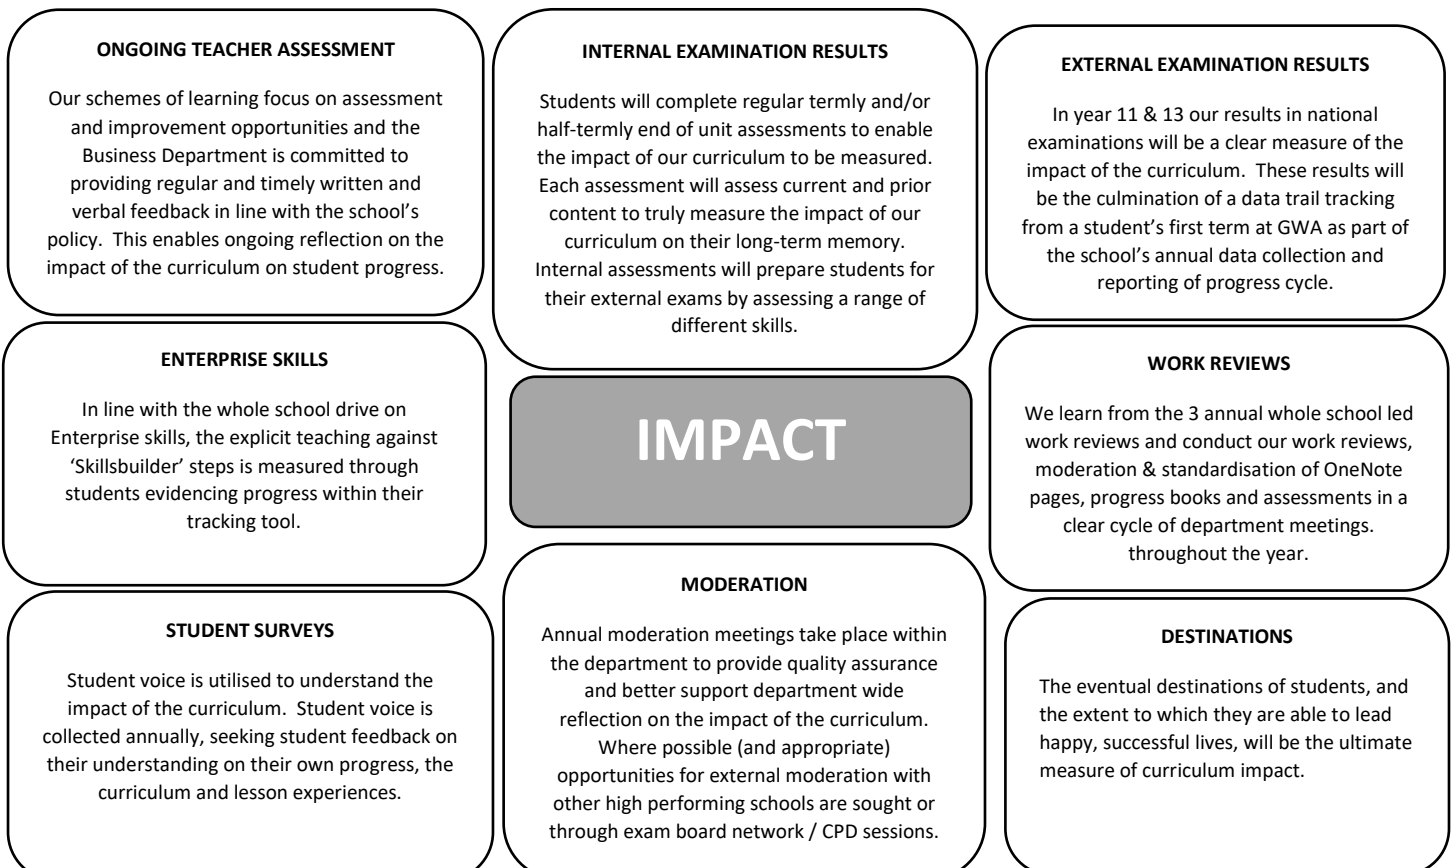 ONGOING TEACHER ASSESSMENT
Our schemes of learning focus on assessment
and improvement opportunities and the
Business Department is committed to
providing regular and timely written and
verbal feedback in line with the school’s
policy.  This enables ongoing reflection on the
impact of the curriculum on student progress.
INTERNAL EXAMINATION RESULTS
Students will complete regular termly and/or
half-termly end of unit assessments to enable
the impact of our curriculum to be measured.
Each assessment will assess current and prior
content to truly measure the impact of our
curriculum on their long-term memory.
Internal assessments will prepare students for
their external exams by assessing a range of
different skills.
EXTERNAL EXAMINATION RESULTS
In year 11 & 13 our results in national
examinations will be a clear measure of the
impact of the curriculum.  These results will
be the culmination of a data trail tracking
from a student’s first term at GWA as part of
the school’s annual data collection and
reporting of progress cycle.
ENTERPRISE SKILLS
In line with the whole school drive on
Enterprise skills, the explicit teaching against
‘Skillsbuilder’ steps is measured through
students evidencing progress within their
tracking tool.
IMPACT
WORK REVIEWS
We learn from the 3 annual whole school led
work reviews and conduct our work reviews,
moderation & standardisation of OneNote
pages, progress books and assessments in a
clear cycle of department meetings.
throughout the year.
STUDENT SURVEYS
Student voice is utilised to understand the
impact of the curriculum.  Student voice is
collected annually, seeking student feedback on
their understanding on their own progress, the
curriculum and lesson experiences.
MODERATION
Annual moderation meetings take place within
the department to provide quality assurance
and better support department wide
reflection on the impact of the curriculum.
Where possible (and appropriate)
opportunities for external moderation with
other high performing schools are sought or
through exam board network / CPD sessions.
DESTINATIONS
The eventual destinations of students, and
the extent to which they are able to lead
happy, successful lives, will be the ultimate
measure of curriculum impact.